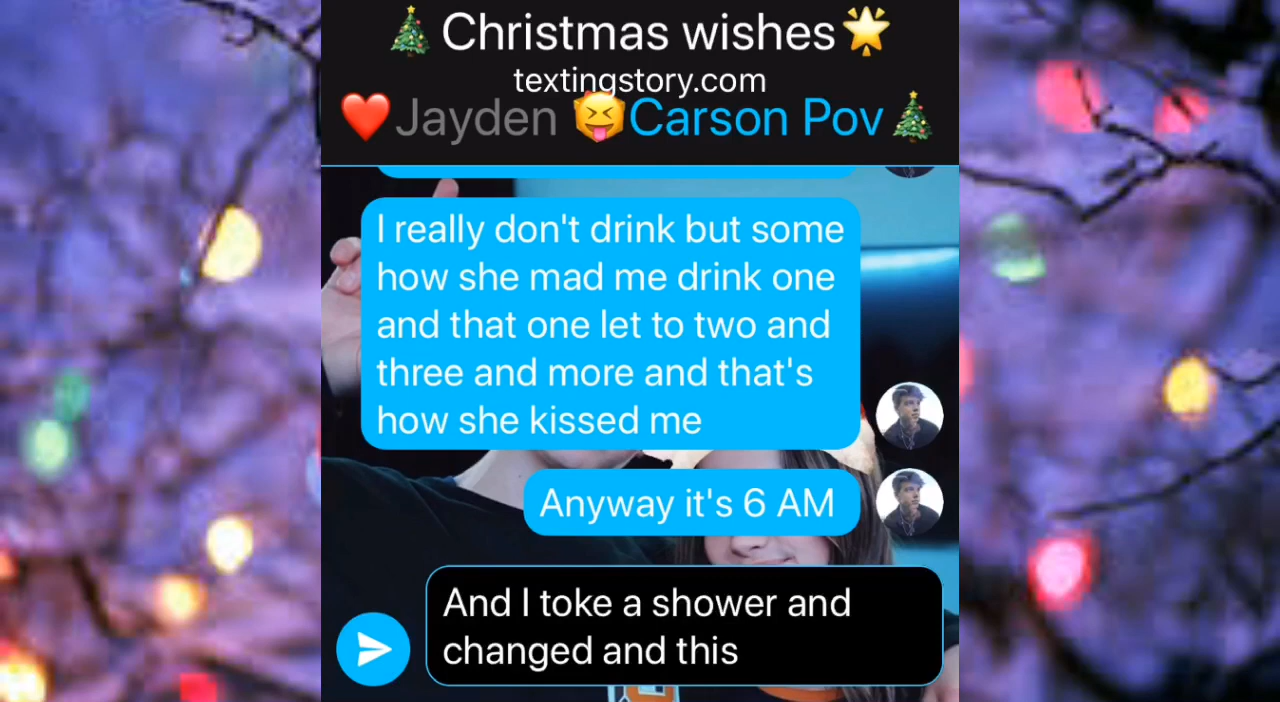 🎄Christmas wishes🌟
textingstory.com
❤️Jayden 😝Carson Pov🎄
I really don't drink but some
how she mad me drink one
and that one let to two and
three and more and that's
how she kissed me
Anyway it's 6 AM
And I toke a shower and
changed and this